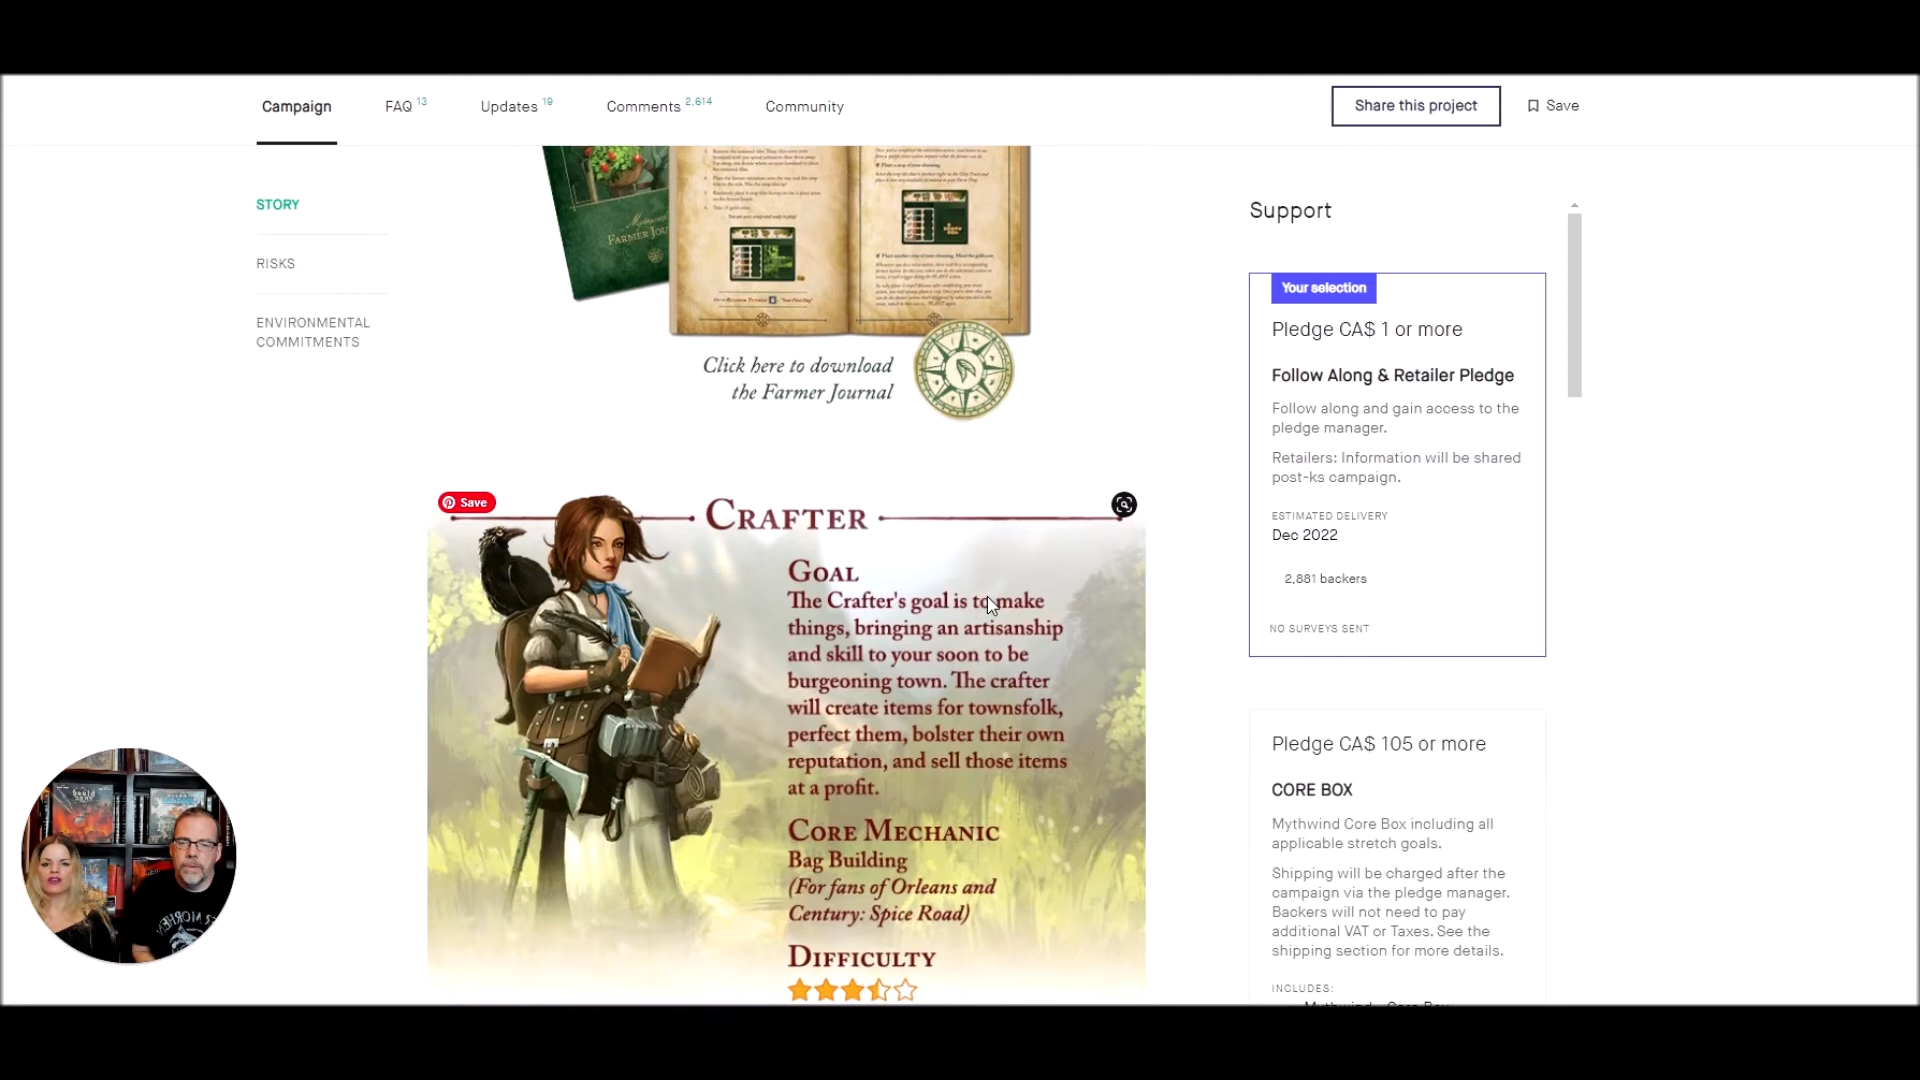 Campaign
FAQ 13
Updates 19
Comments 2,614
Community
Share this project
Save
STORY
RISKS
ENVIRONMENTAL
COMMITMENTS
FARMER JOU
Click here to download
the Farmer Journal
Save
CRAFTER
GOAL
The Crafter's goal is to make
things, bringing an artisanship
and skill to your soon to be
burgeoning town. The crafter
will create items for townsfolk,
perfect them, bolster their own
reputation, and sell those items
at a profit.
CORE MECHANIC
Bag Building
(For fans of Orleans and
Century: Spice Road)
DIFFICULTY
Support
Your selection
Pledge CA$ 1 or more
Follow Along & Retailer Pledge
Follow along and gain access to the
pledge manager.
Retailers: Information will be shared
post-ks campaign.
ESTIMATED DELIVERY
Dec 2022
2,881 backers
NO SURVEYS SENT
Pledge CA$ 105 or more
CORE BOX
Mythwind Core Box including all
applicable stretch goals.
Shipping will be charged after the
campaign via the pledge manager.
Backers will not need to pay
additional VAT or Taxes. See the
shipping section for more details.
INCLUDES:
Mythwind - Core Box